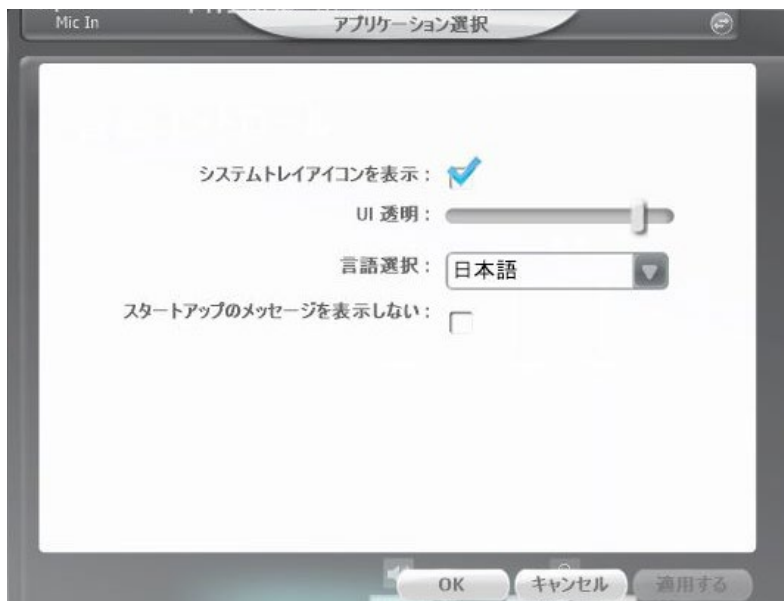 Mic In
アプリケーション選択
システムトレイアイコンを表示 :
UI 透明 :
言語選択 :
日本語
スタートアップのメッセージを表示しない :
OK
キャンセル
適用する